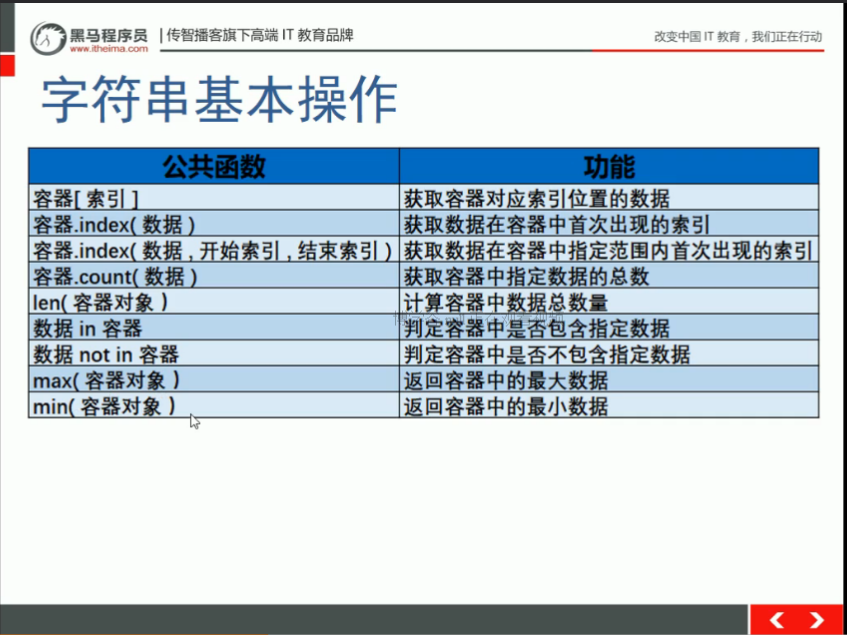 黑马程序员
www.itheima.com
传智播客旗下高端 IT 教育品牌
改变中国 IT 教育，我们正在行动
字符串基本操作
公共函数 功能
容器[ 索引 ] 获取容器对应索引位置的数据
容器.index( 数据 ) 获取数据在容器中首次出现的索引
容器.index( 数据 , 开始索引 , 结束索引 ) 获取数据在容器中指定范围内首次出现的索引
容器.count( 数据 ) 获取容器中指定数据的总数
len( 容器对象 ) 计算容器中数据总数量
数据 in 容器 判定容器中是否包含指定数据
数据 not in 容器 判定容器中是否不包含指定数据
max( 容器对象 ) 返回容器中的最大数据
min( 容器对象 ) 返回容器中的最小数据